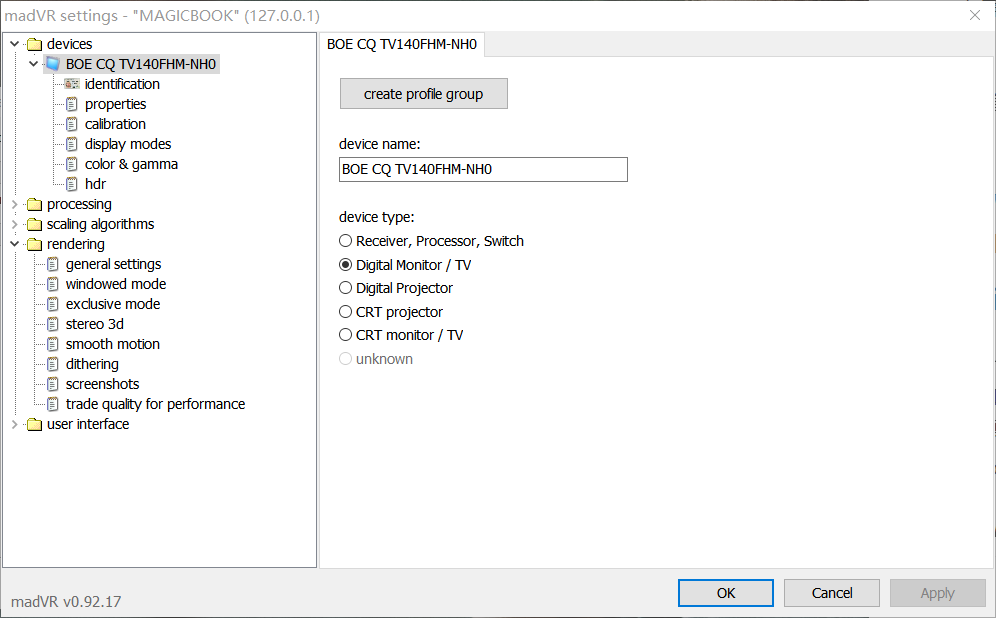 madVR settings - "MAGICBOOK" (127.0.0.1)
devices
BOE CQ TV140FHM-NH0
identification
properties
calibration
display modes
color & gamma
hdr
processing
scaling algorithms
rendering
general settings
windowed mode
exclusive mode
stereo 3d
smooth motion
dithering
screenshots
trade quality for performance
user interface
BOE CQ TV140FHM-NH0
create profile group
device name:
BOE CQ TV140FHM-NH0
device type:
Receiver, Processor, Switch
Digital Monitor / TV
Digital Projector
CRT projector
CRT monitor / TV
unknown
madVR v0.92.17
OK
Cancel
Apply